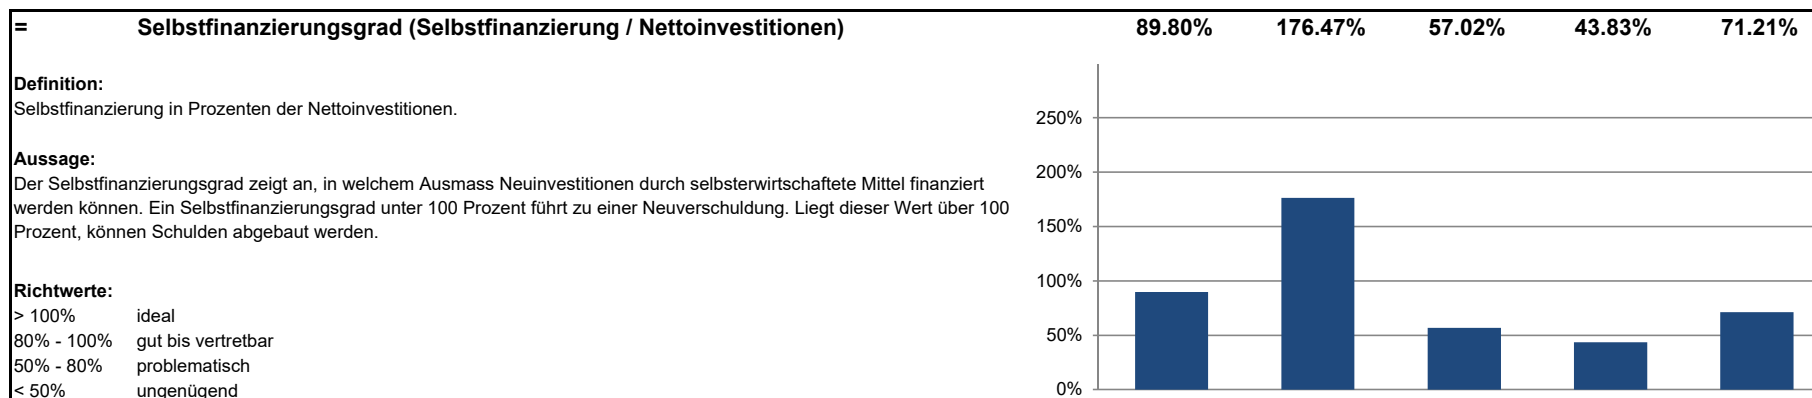 = Selbstfinanzierungsgrad (Selbstfinanzierung / Nettoinvestitionen) 89.80% 176.47% 57.02% 43.83% 71.21%
Definition:
Selbstfinanzierung in Prozenten der Nettoinvestitionen.
Aussage:
Der Selbstfinanzierungsgrad zeigt an, in welchem Ausmass Neuinvestitionen durch selbsterwirtschaftete Mittel finanziert
werden können. Ein Selbstfinanzierungsgrad unter 100 Prozent führt zu einer Neuverschuldung. Liegt dieser Wert über 100
Prozent, können Schulden abgebaut werden.
Richtwerte:
> 100% ideal
80% - 100% gut bis vertretbar
50% - 80% problematisch
< 50% ungenügend
250%
200%
150%
100%
50%
0%